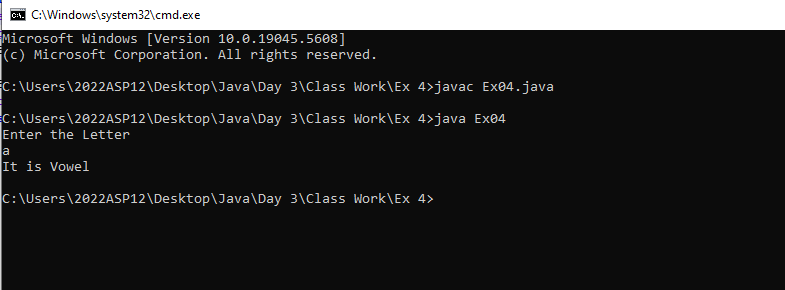 C:\Windows\system32\cmd.exe
Microsoft Windows [Version 10.0.19045.5608]
(c) Microsoft Corporation. All rights reserved.
C:\Users\2022ASP12\Desktop\Java\Day 3\Class Work\Ex 4>javac Ex04.java
C:\Users\2022ASP12\Desktop\Java\Day 3\Class Work\Ex 4>java Ex04
Enter the Letter
a
It is Vowel
C:\Users\2022ASP12\Desktop\Java\Day 3\Class Work\Ex 4>